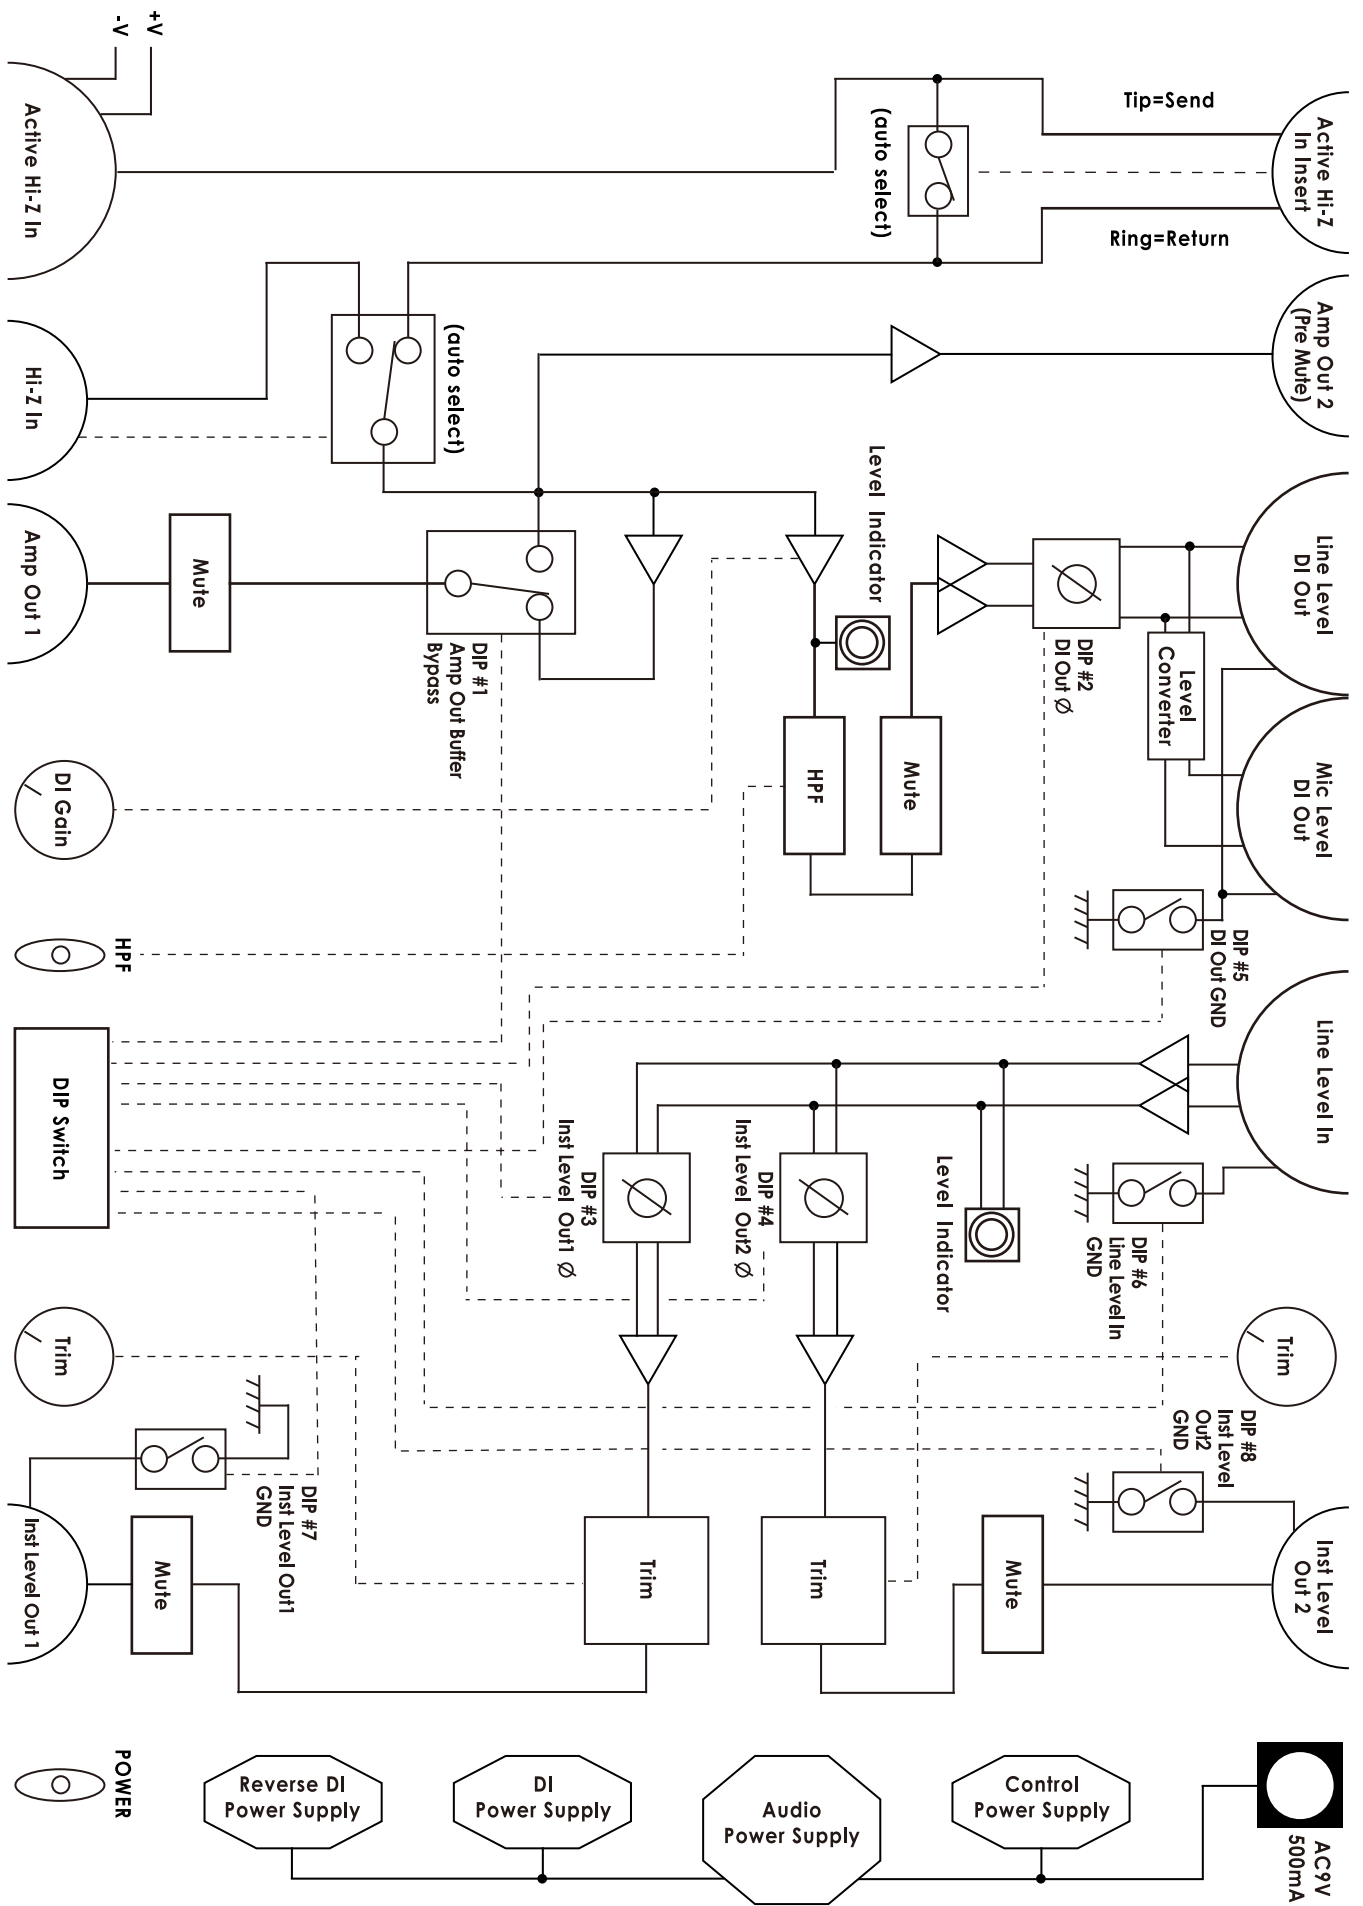 +V
-V
Active Hi-Z In
Tip=Send
(auto select)
Active Hi-Z
In Insert
Ring=Return
Hi-Z In
(auto select)
Amp Out 2
(Pre Mute)
Level Indicator
Line Level
DI Out
Amp Out 1
Mute
DIP #1
Amp Out Buffer
Bypass
DIP #2
DI Out Ø
Level
Converter
HPF
Mute
Mic Level
DI Out
DI Gain
HPF
DIP #5
DI Out GND
Line Level In
DIP Switch
DIP #3
Inst Level Out1 Ø
DIP #4
Inst Level Out2 Ø
Level Indicator
DIP #6
Line Level In
GND
Trim
Trim
DIP #8
Inst Level
Out2
GND
DIP #7
Inst Level Out1
GND
Inst Level Out 1
Mute
Trim
Trim
Mute
Inst Level
Out 2
POWER
Reverse DI
Power Supply
DI
Power Supply
Audio
Power Supply
Control
Power Supply
AC9V
500mA